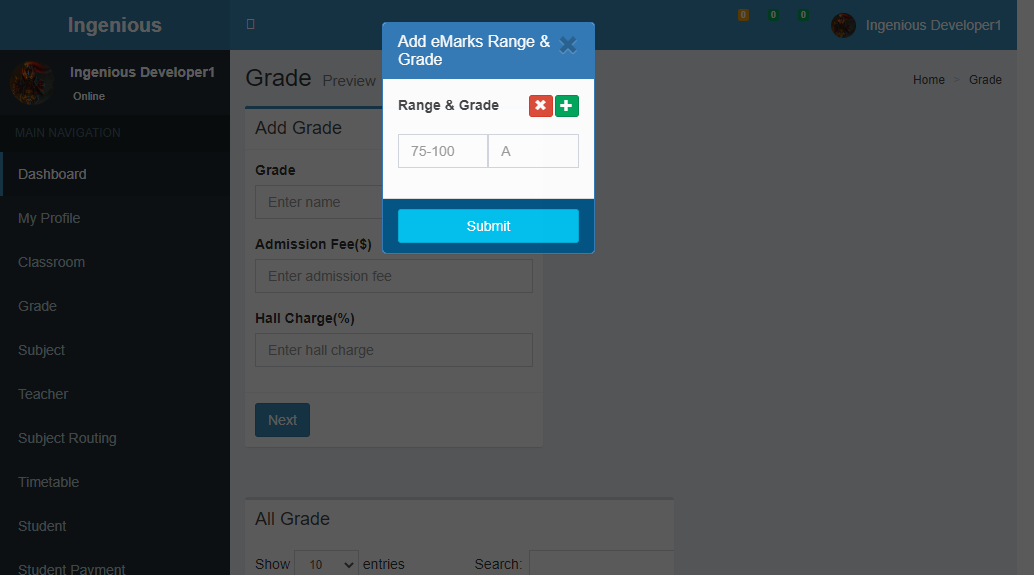 Ingenious
0
0
0
Ingenious Developer1
Ingenious Developer1
Online
MAIN NAVIGATION
Dashboard
My Profile
Classroom
Grade
Subject
Teacher
Subject Routing
Timetable
Student
Student Payment
Grade Preview
Home > Grade
Add Grade
Grade
Enter name
Admission Fee($)
Enter admission fee
Hall Charge(%)
Enter hall charge
Next
All Grade
Show 10 entries
Search:
Add eMarks Range &
Grade
Range & Grade
75-100
A
Submit